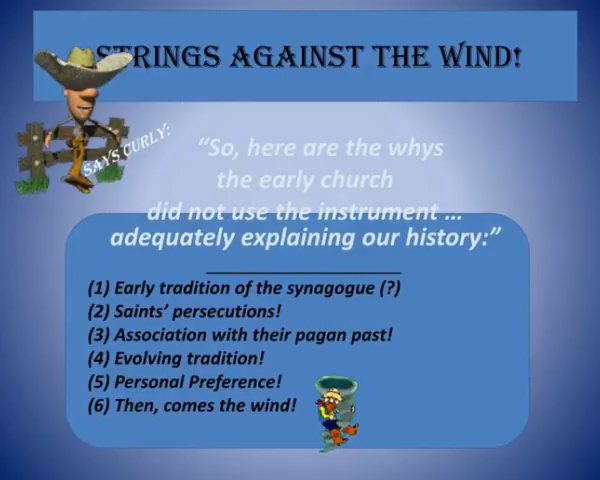 STRINGS AGAINST THE WIND!
SAYS CURLY:
“So, here are the whys
the early church
did not use the instrument …
adequately explaining our history:”
(1) Early tradition of the synagogue (?)
(2) Saints’ persecutions!
(3) Association with their pagan past!
(4) Evolving tradition!
(5) Personal Preference!
(6) Then, comes the wind!